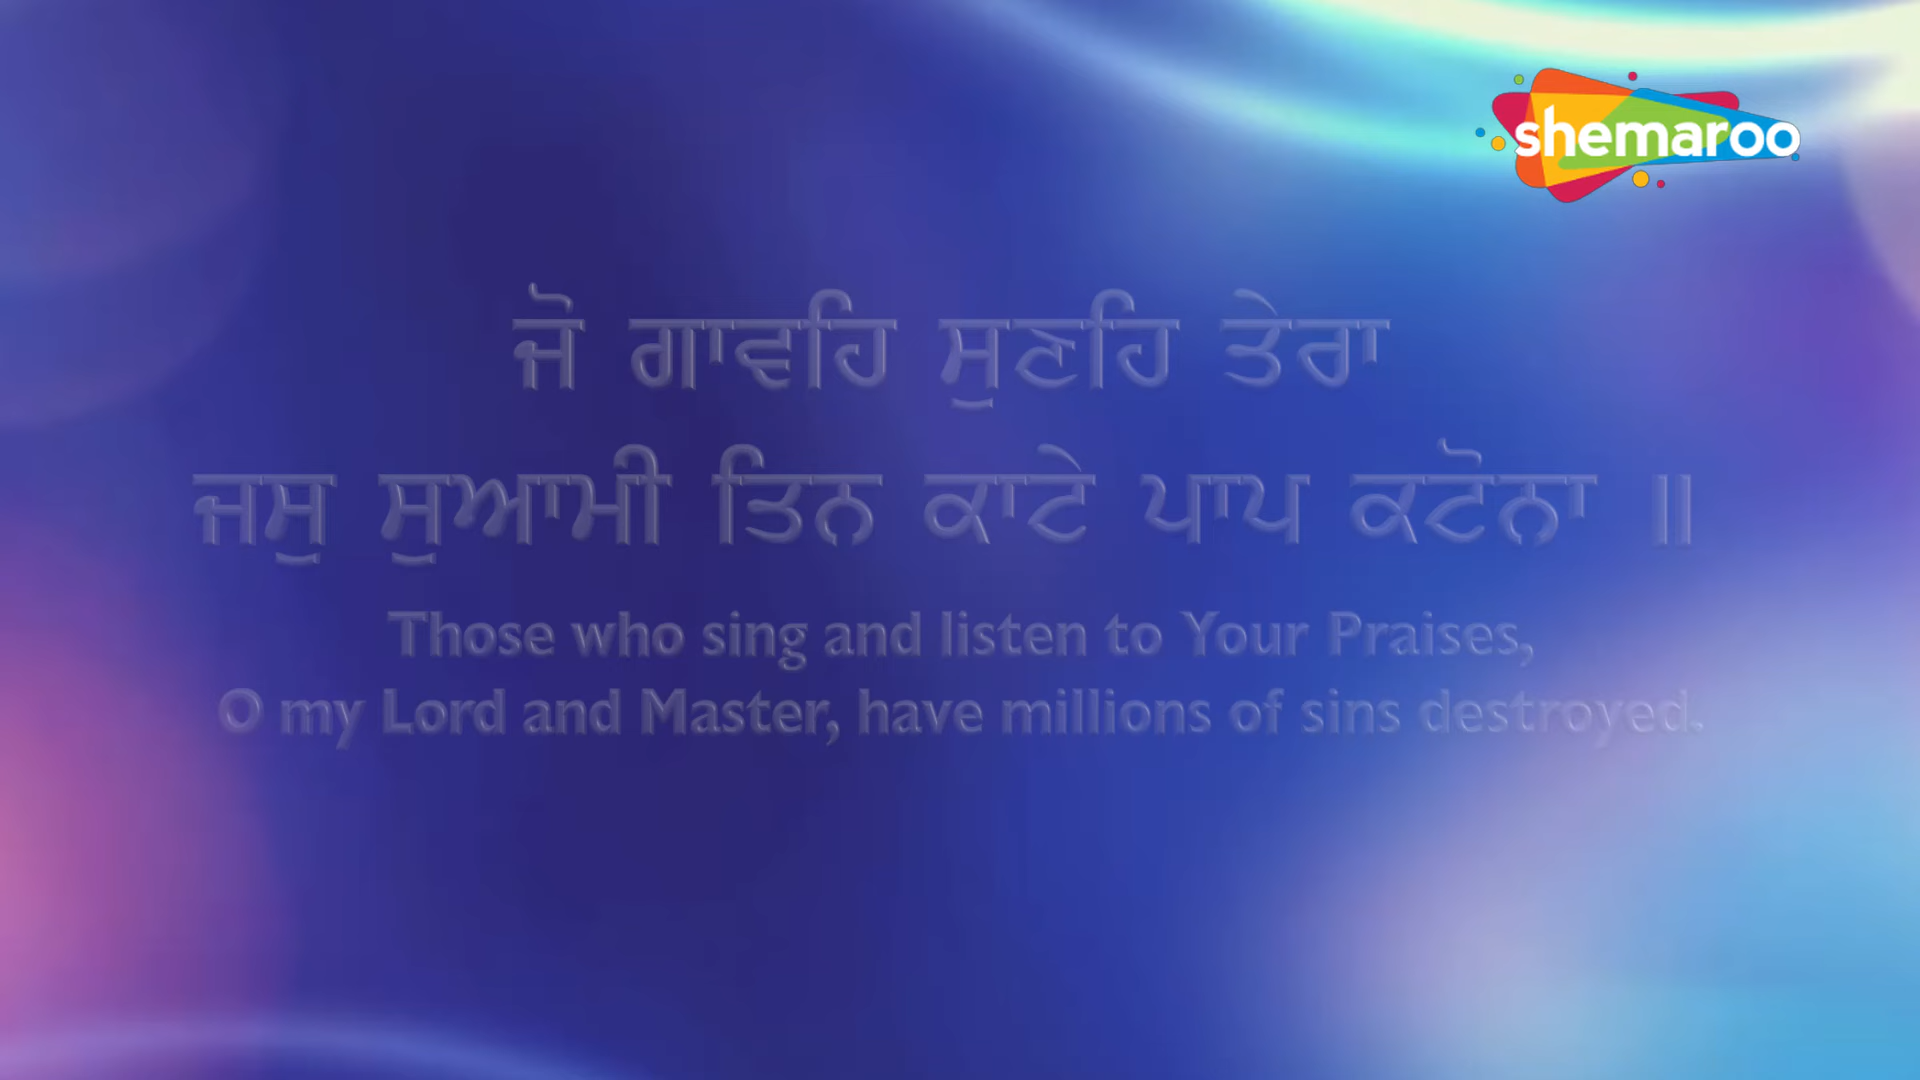 shemaroo
ਜੋ ਗਾਵਹਿ ਸੁਣਹਿ ਤੇਰਾ
ਜਸੁ ਸੁਆਮੀ ਤਿਨ ਕਾਟੇ ਪਾਪ ਕਟੋਨਾ ॥
Those who sing and listen to Your Praises,
O my Lord and Master, have millions of sins destroyed.